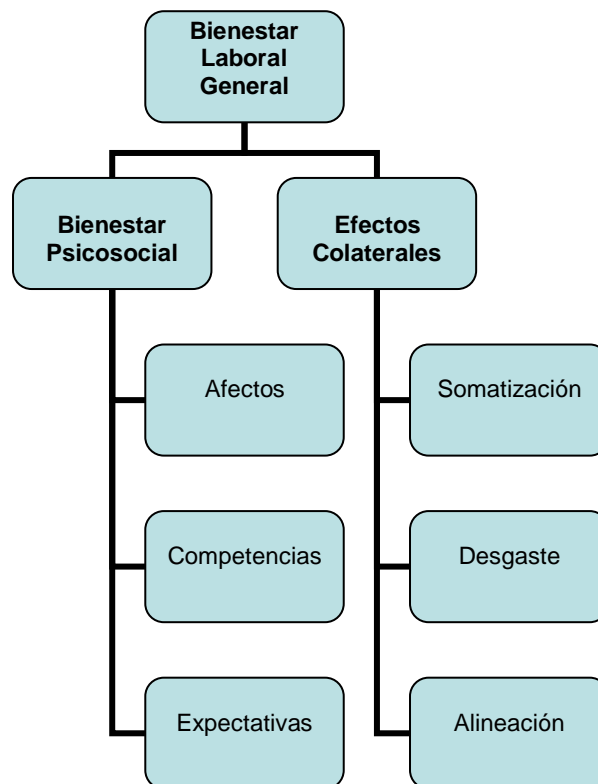 Bienestar
Laboral
General
Bienestar
Psicosocial
Efectos
Colaterales
Afectos
Somatización
Competencias
Desgaste
Expectativas
Alineación